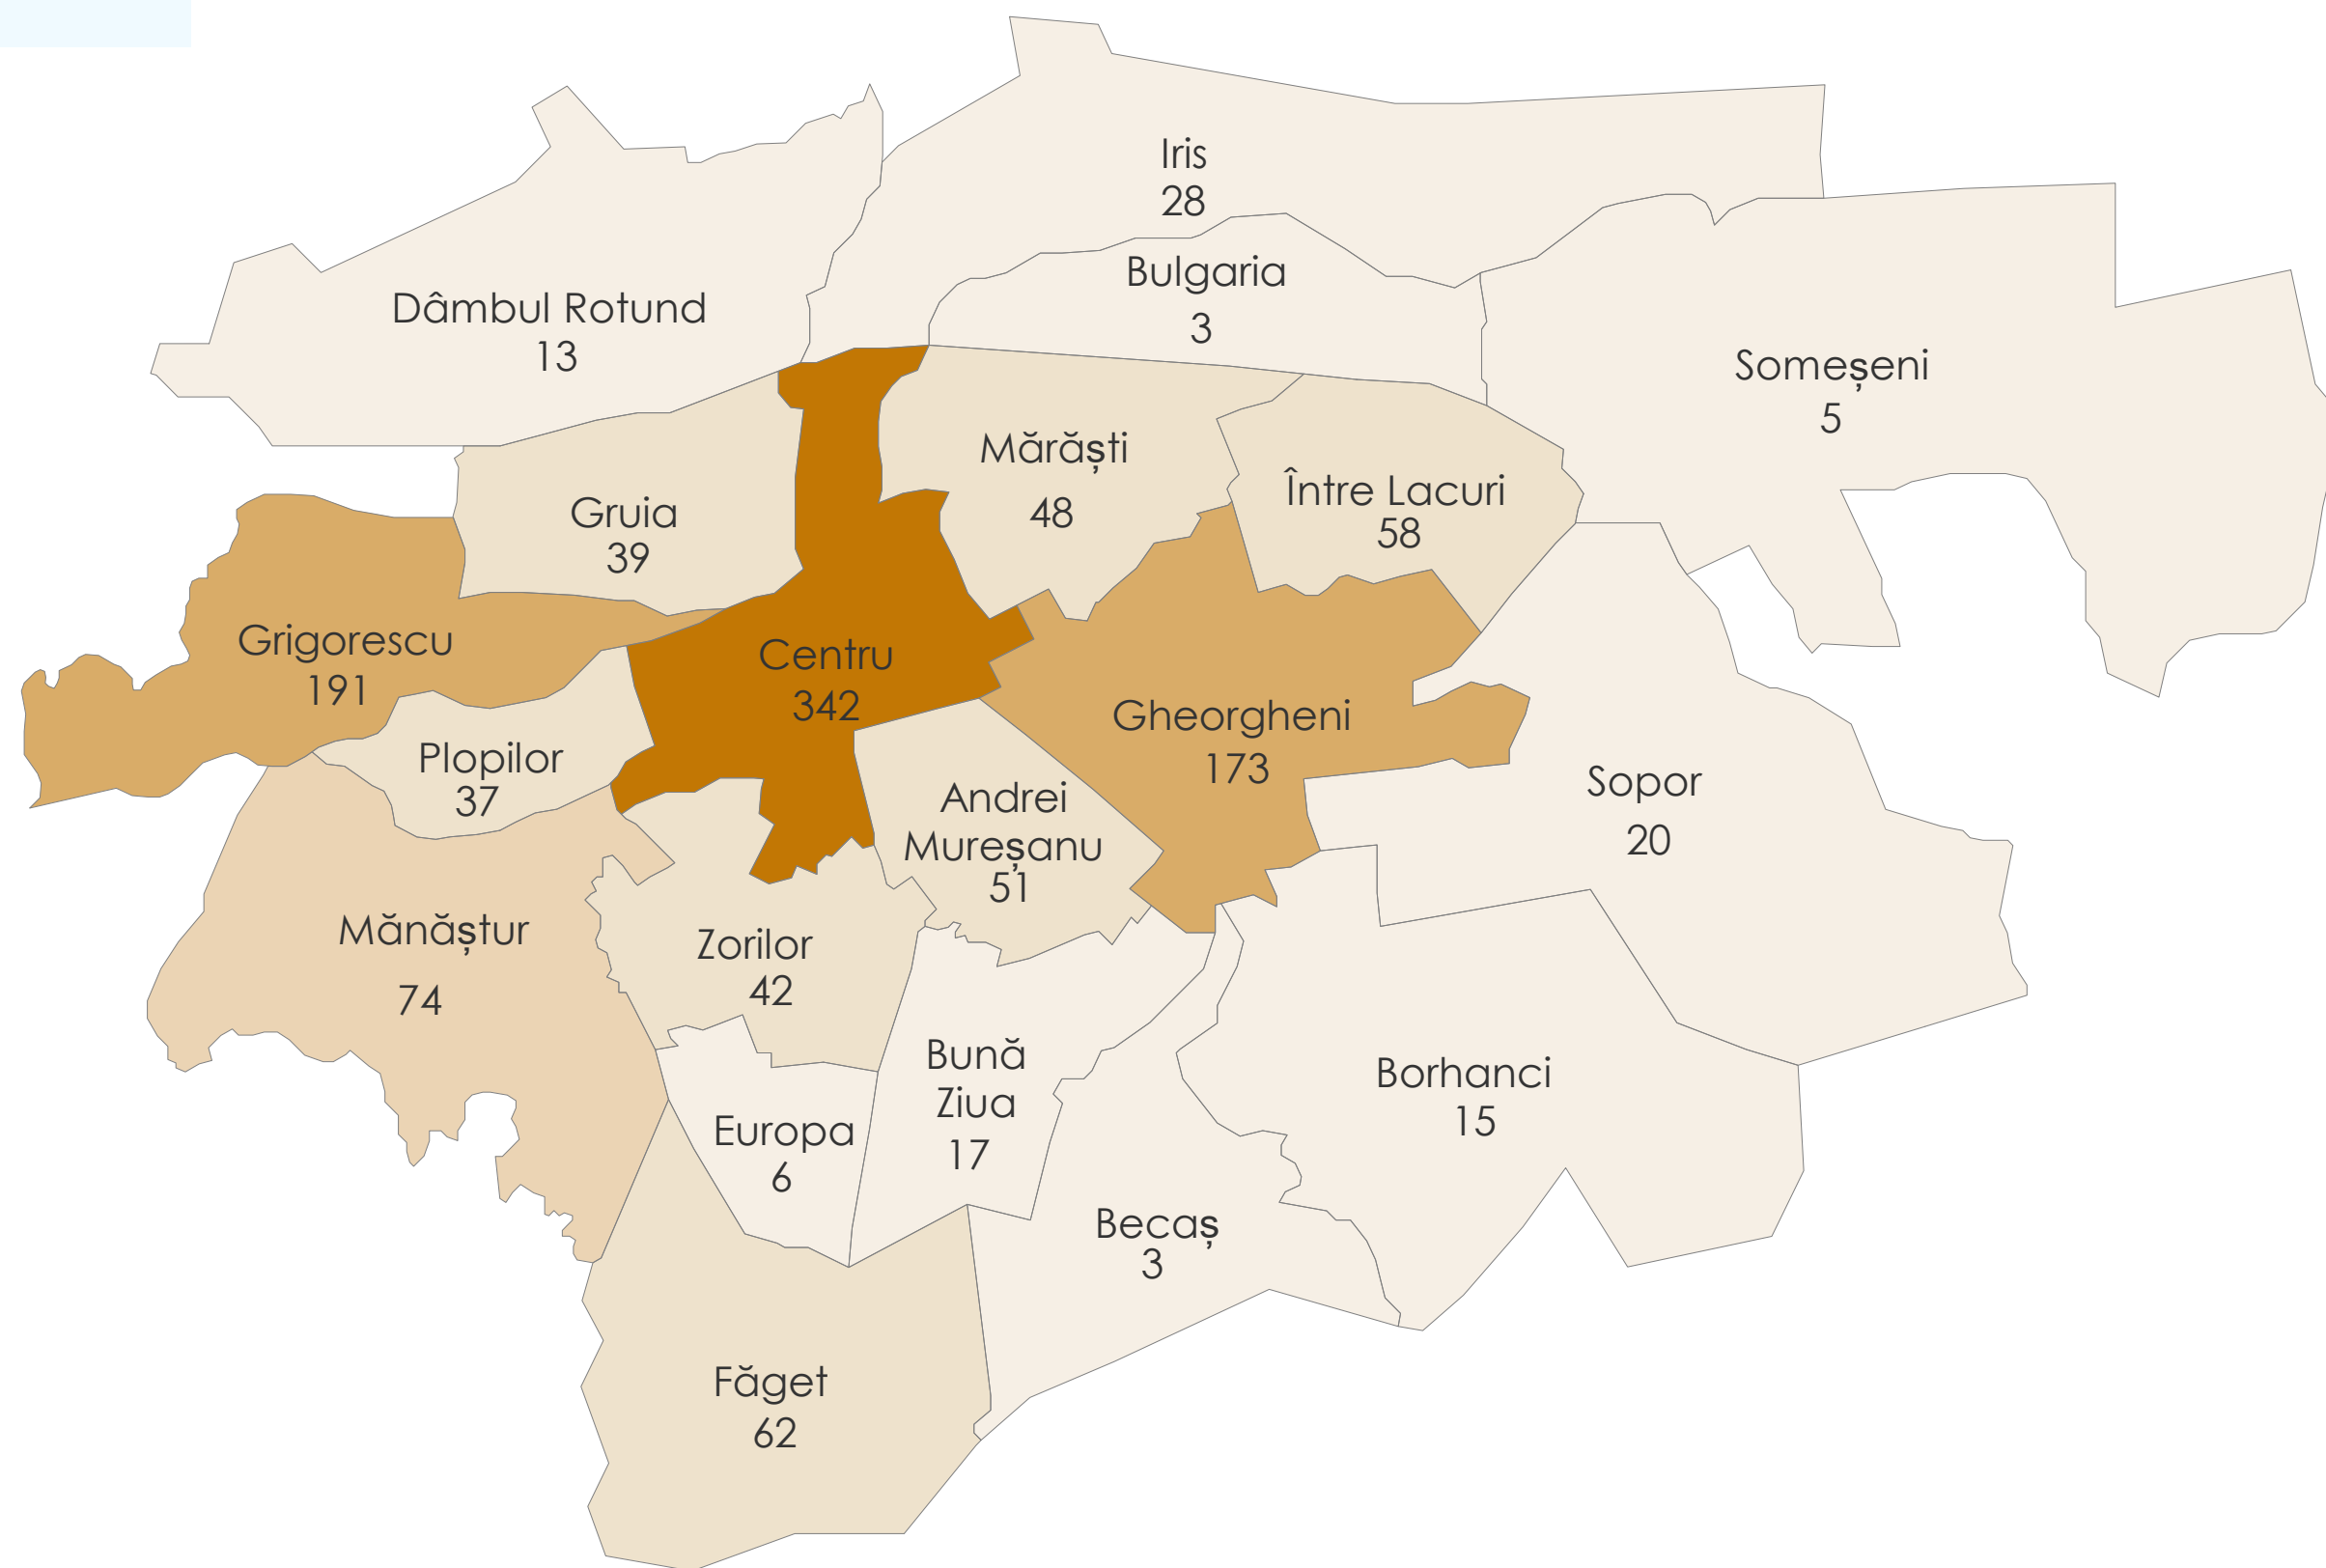 Iris
28
Bulgaria
3
Dâmbul Rotund
13
Someșeni
5
Mărăști
48
Între Lacuri
58
Gruia
39
Grigorescu
191
Centru
342
Gheorgheni
173
Plopilor
37
Andrei
Mureșanu
51
Sopor
20
Mănăștur
74
Zorilor
42
Bună
Ziua
17
Borhanci
15
Europa
6
Becaș
3
Făget
62